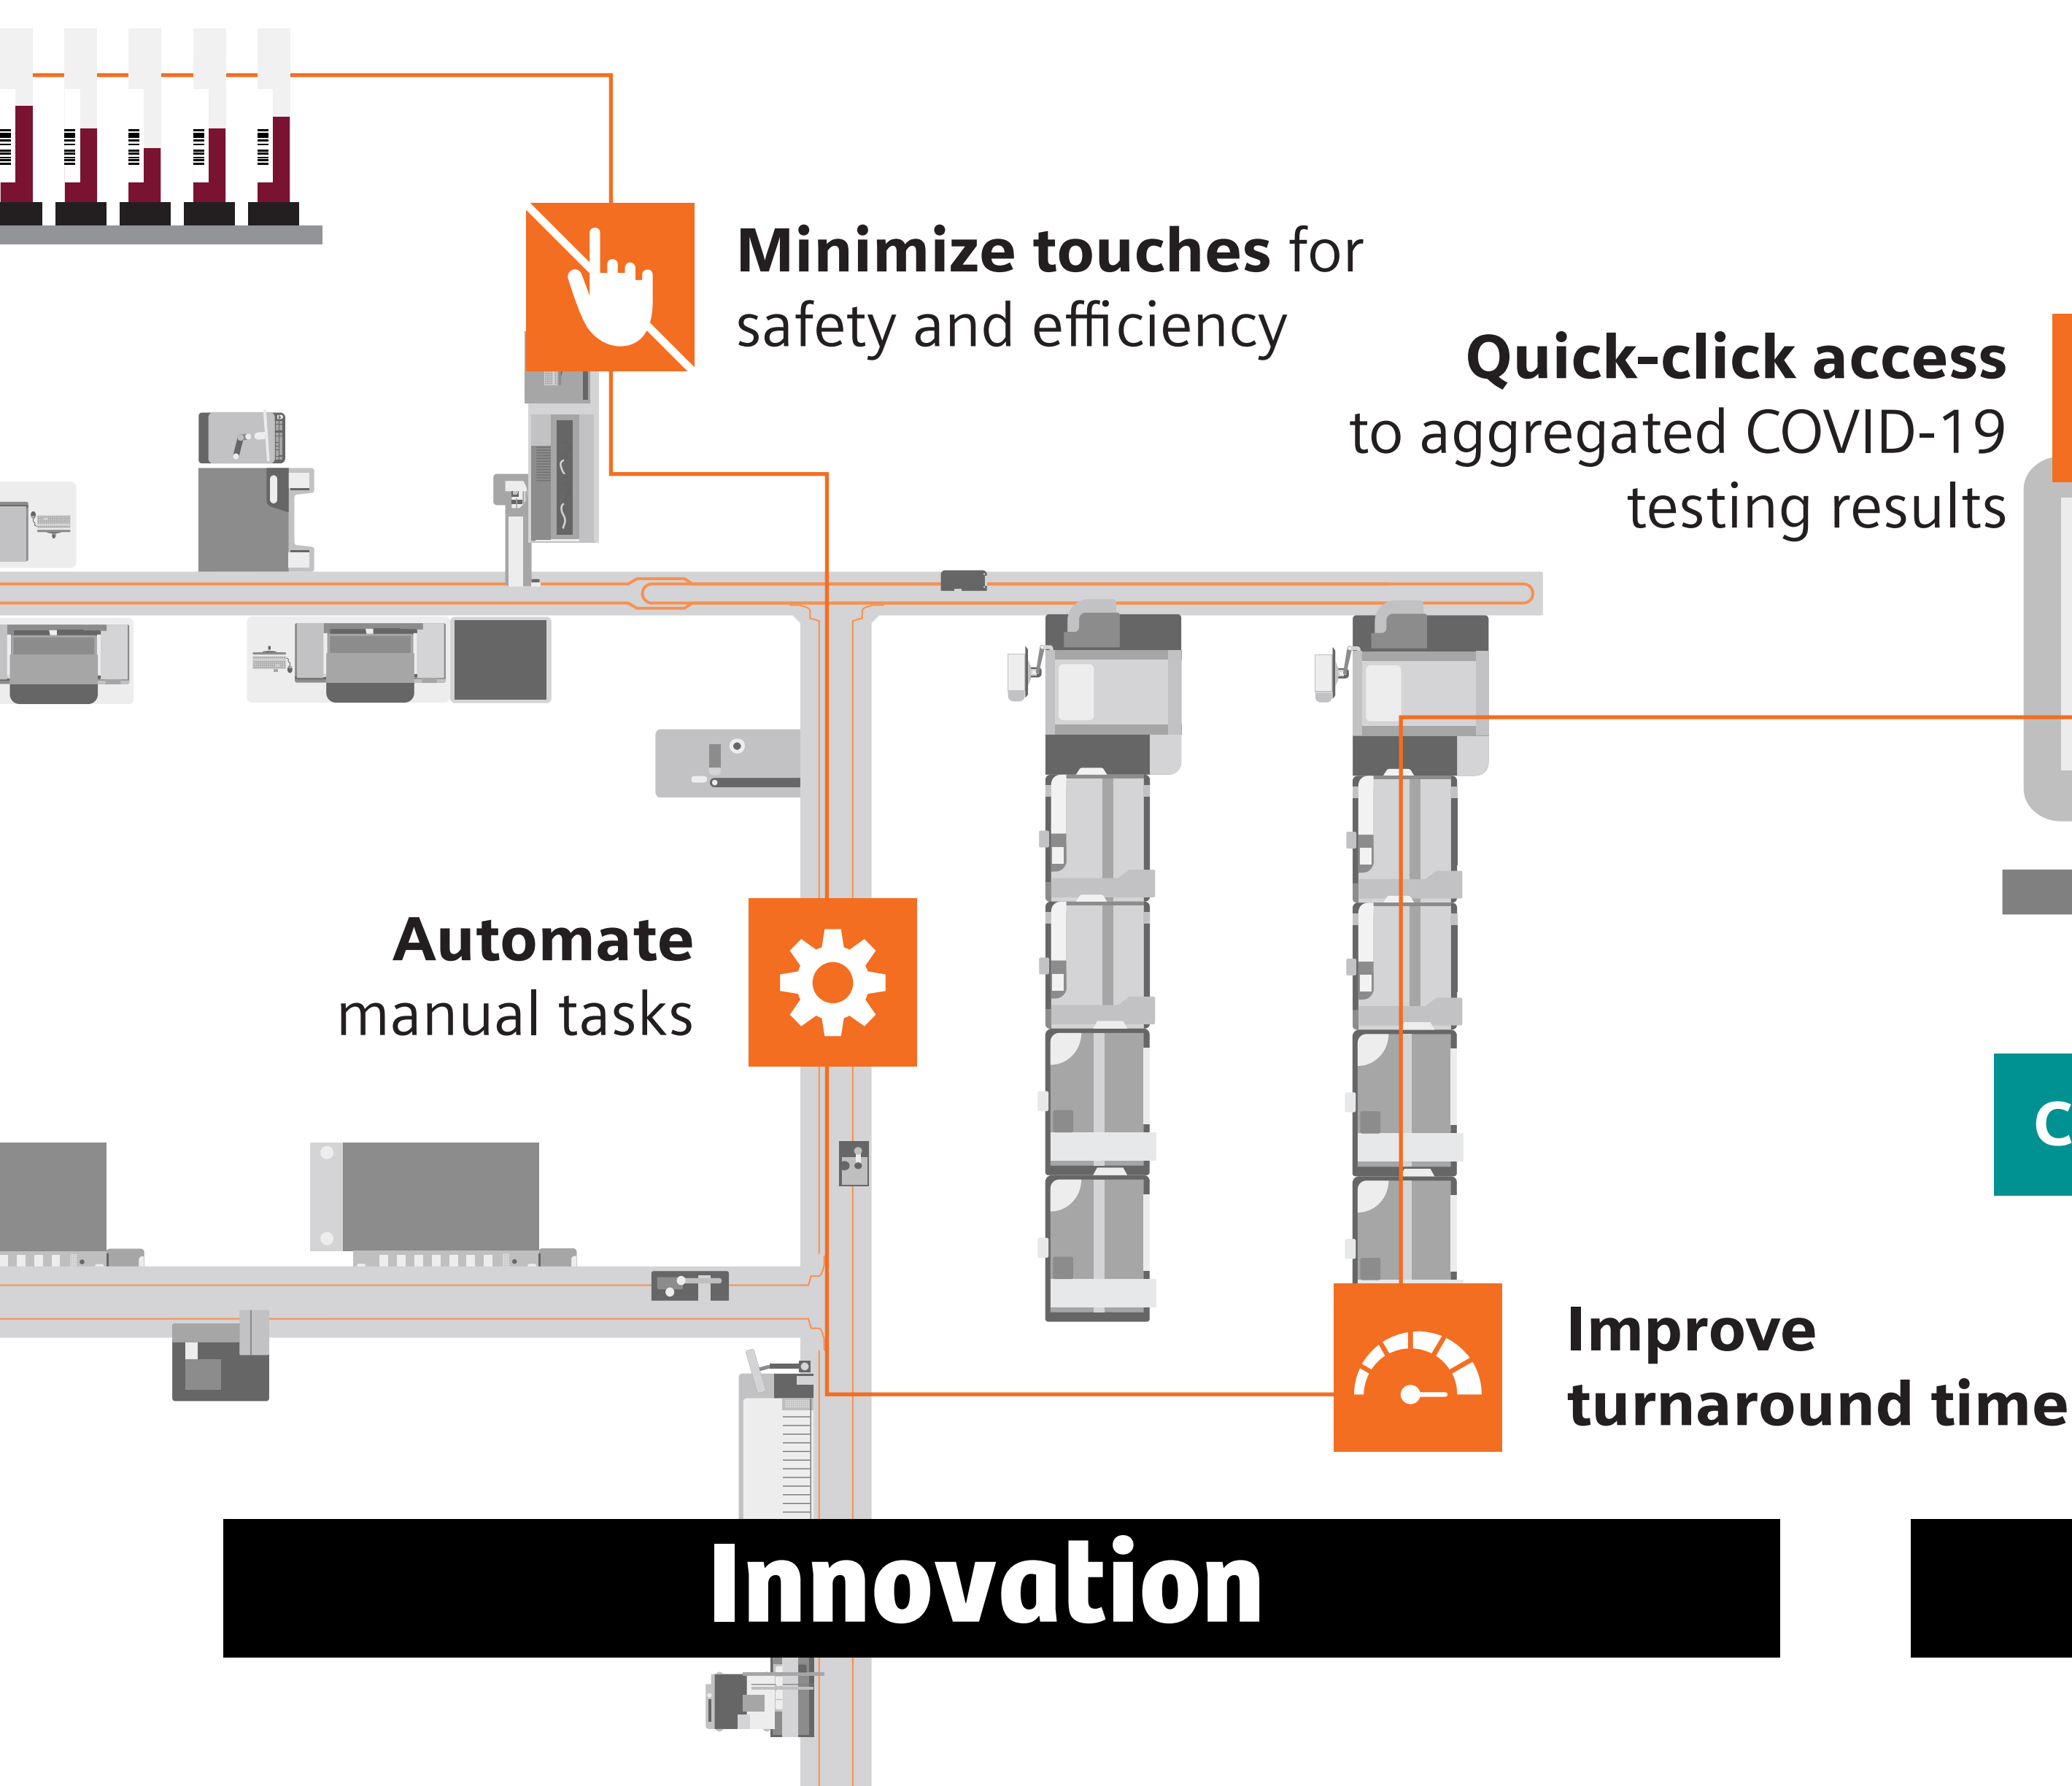 Minimize touches for
safety and efficiency
Quick-click access
to aggregated COVID-19
testing results
Automate
manual tasks
C
Improve
turnaround time
Innovation